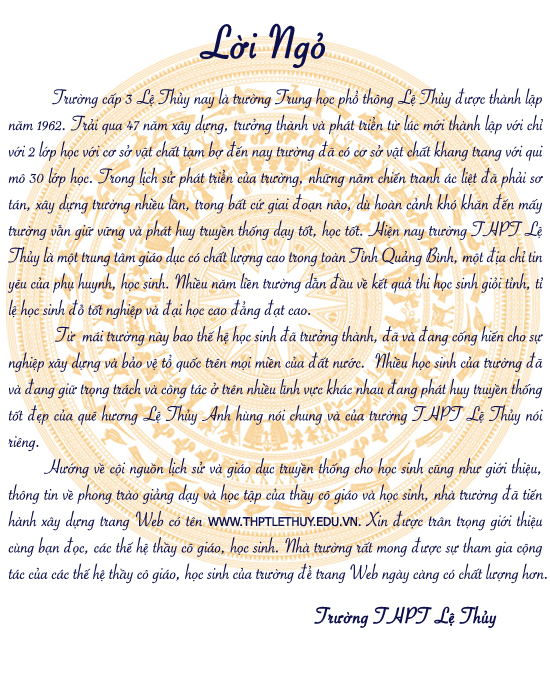 Lời Ngỏ
Trường cấp 3 Lệ Thủy nay là trường Trung học phổ thông Lệ Thủy được thành lập
năm 1962. Trải qua 47 năm xây dựng, trưởng thành và phát triển từ lúc mới thành lập với chỉ
với 2 lớp học với cơ sở vật chất tạm bợ đến nay trường đã có cơ sở vật chất khang trang với qui
mô 30 lớp học. Trong lịch sử phát triển của trường, những năm chiến tranh ác liệt đã phải sơ
tán, xây dựng trường nhiều lần, trong bất cứ giai đoạn nào, dù hoàn cảnh khó khăn đến mấy
trường vẫn giữ vững và phát huy truyền thống dạy tốt, học tốt. Hiện nay trường THPT Lệ
Thủy là một trung tâm giáo dục có chất lượng cao trong toàn Tỉnh Quảng Bình, một địa chỉ tin
yêu của phụ huynh, học sinh. Nhiều năm liền trường dẫn đầu về kết quả thi học sinh giỏi tỉnh, tỉ
lệ học sinh đỗ tốt nghiệp và đại học cao đẳng đạt cao.
Từ mái trường này bao thế hệ học sinh đã trưởng thành, đã và đang cống hiến cho sự
nghiệp xây dựng và bảo vệ tổ quốc trên mọi miền của đất nước. Nhiều học sinh của trường đã
và đang giữ trọng trách và công tác ở trên nhiều lĩnh vực khác nhau đang phát huy truyền thống
tốt đẹp của quê hương Lệ Thủy Anh hùng nói chung và của trường THPT Lệ Thủy nói
riêng.
Hướng về cội nguồn lịch sử và giáo dục truyền thống cho học sinh cũng như giới thiệu,
thông tin về phong trào giảng dạy và học tập của thầy cô giáo và học sinh, nhà trường đã tiến
hành xây dựng trang Web có tên WWW.THPTLETHUY.EDU.VN. Xin được trân trọng giới thiệu
cùng bạn đọc, các thế hệ thầy cô giáo, học sinh. Nhà trường rất mong được sự tham gia cộng
tác của các thế hệ thầy cô giáo, học sinh của trường để trang Web ngày càng có chất lượng hơn.
Trường THPT Lệ Thủy